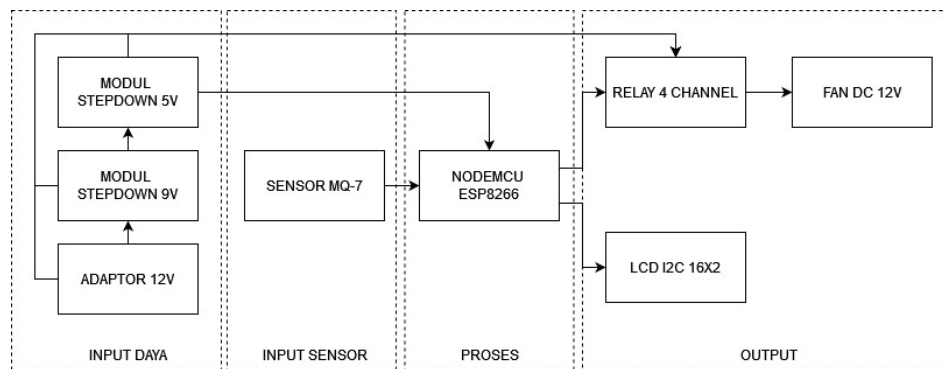 MODUL
STEPDOWN 5V
MODUL
STEPDOWN 9V
ADAPTOR 12V
INPUT DAYA
SENSOR MQ-7
INPUT SENSOR
NODEMCU
ESP8266
PROSES
RELAY 4 CHANNEL
FAN DC 12V
LCD I2C 16X2
OUTPUT